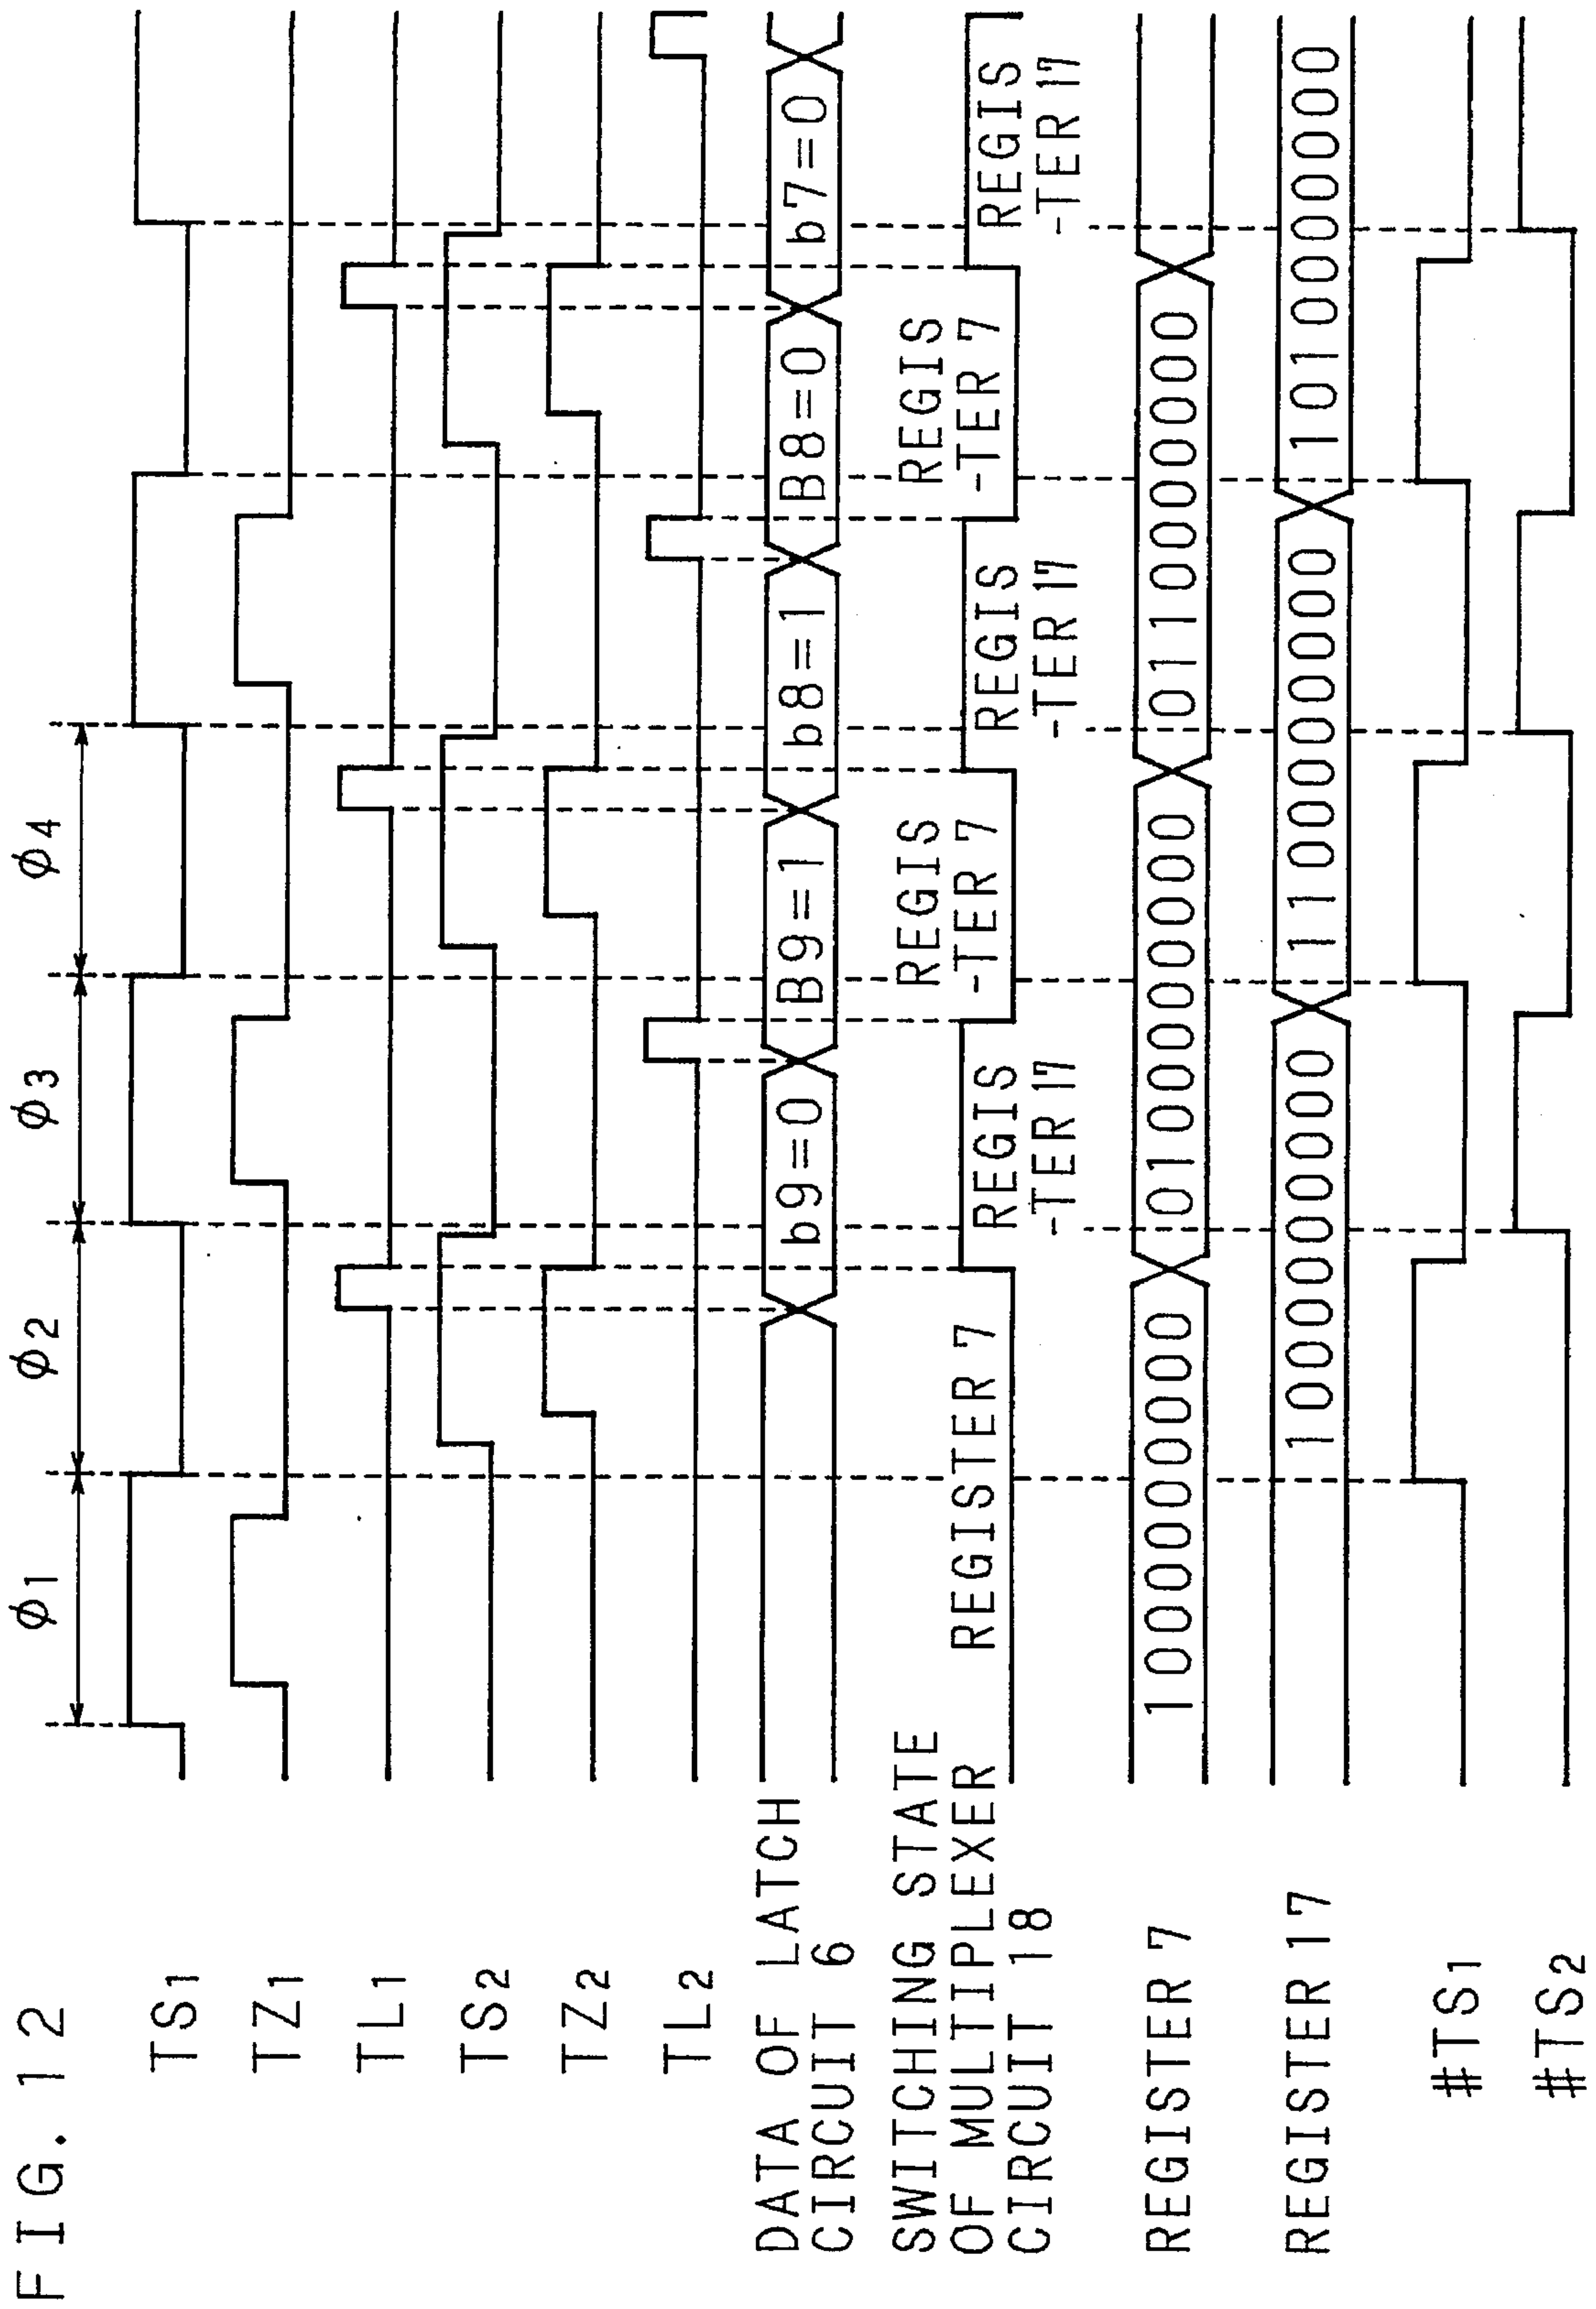 FIG. 12
φ1 φ2 φ3 φ4
TS1
TZ1
TL1
TS2
TZ2
TL2
DATA OF LATCH
CIRCUIT 6
b9=0 B9=1 b8=1 B8=0 b7=0
SWITCHING STATE
OF MULTIPLEXER
CIRCUIT 18
REGISTER 7
REGIS
-TER 17
REGIS
-TER 7
REGIS
-TER 17
REGIS
-TER 7
REGIS
-TER 17
REGISTER 7
1000000000 0100000000 0110000000
REGISTER 17
1000000000 1100000000 1010000000
#TS1
#TS2